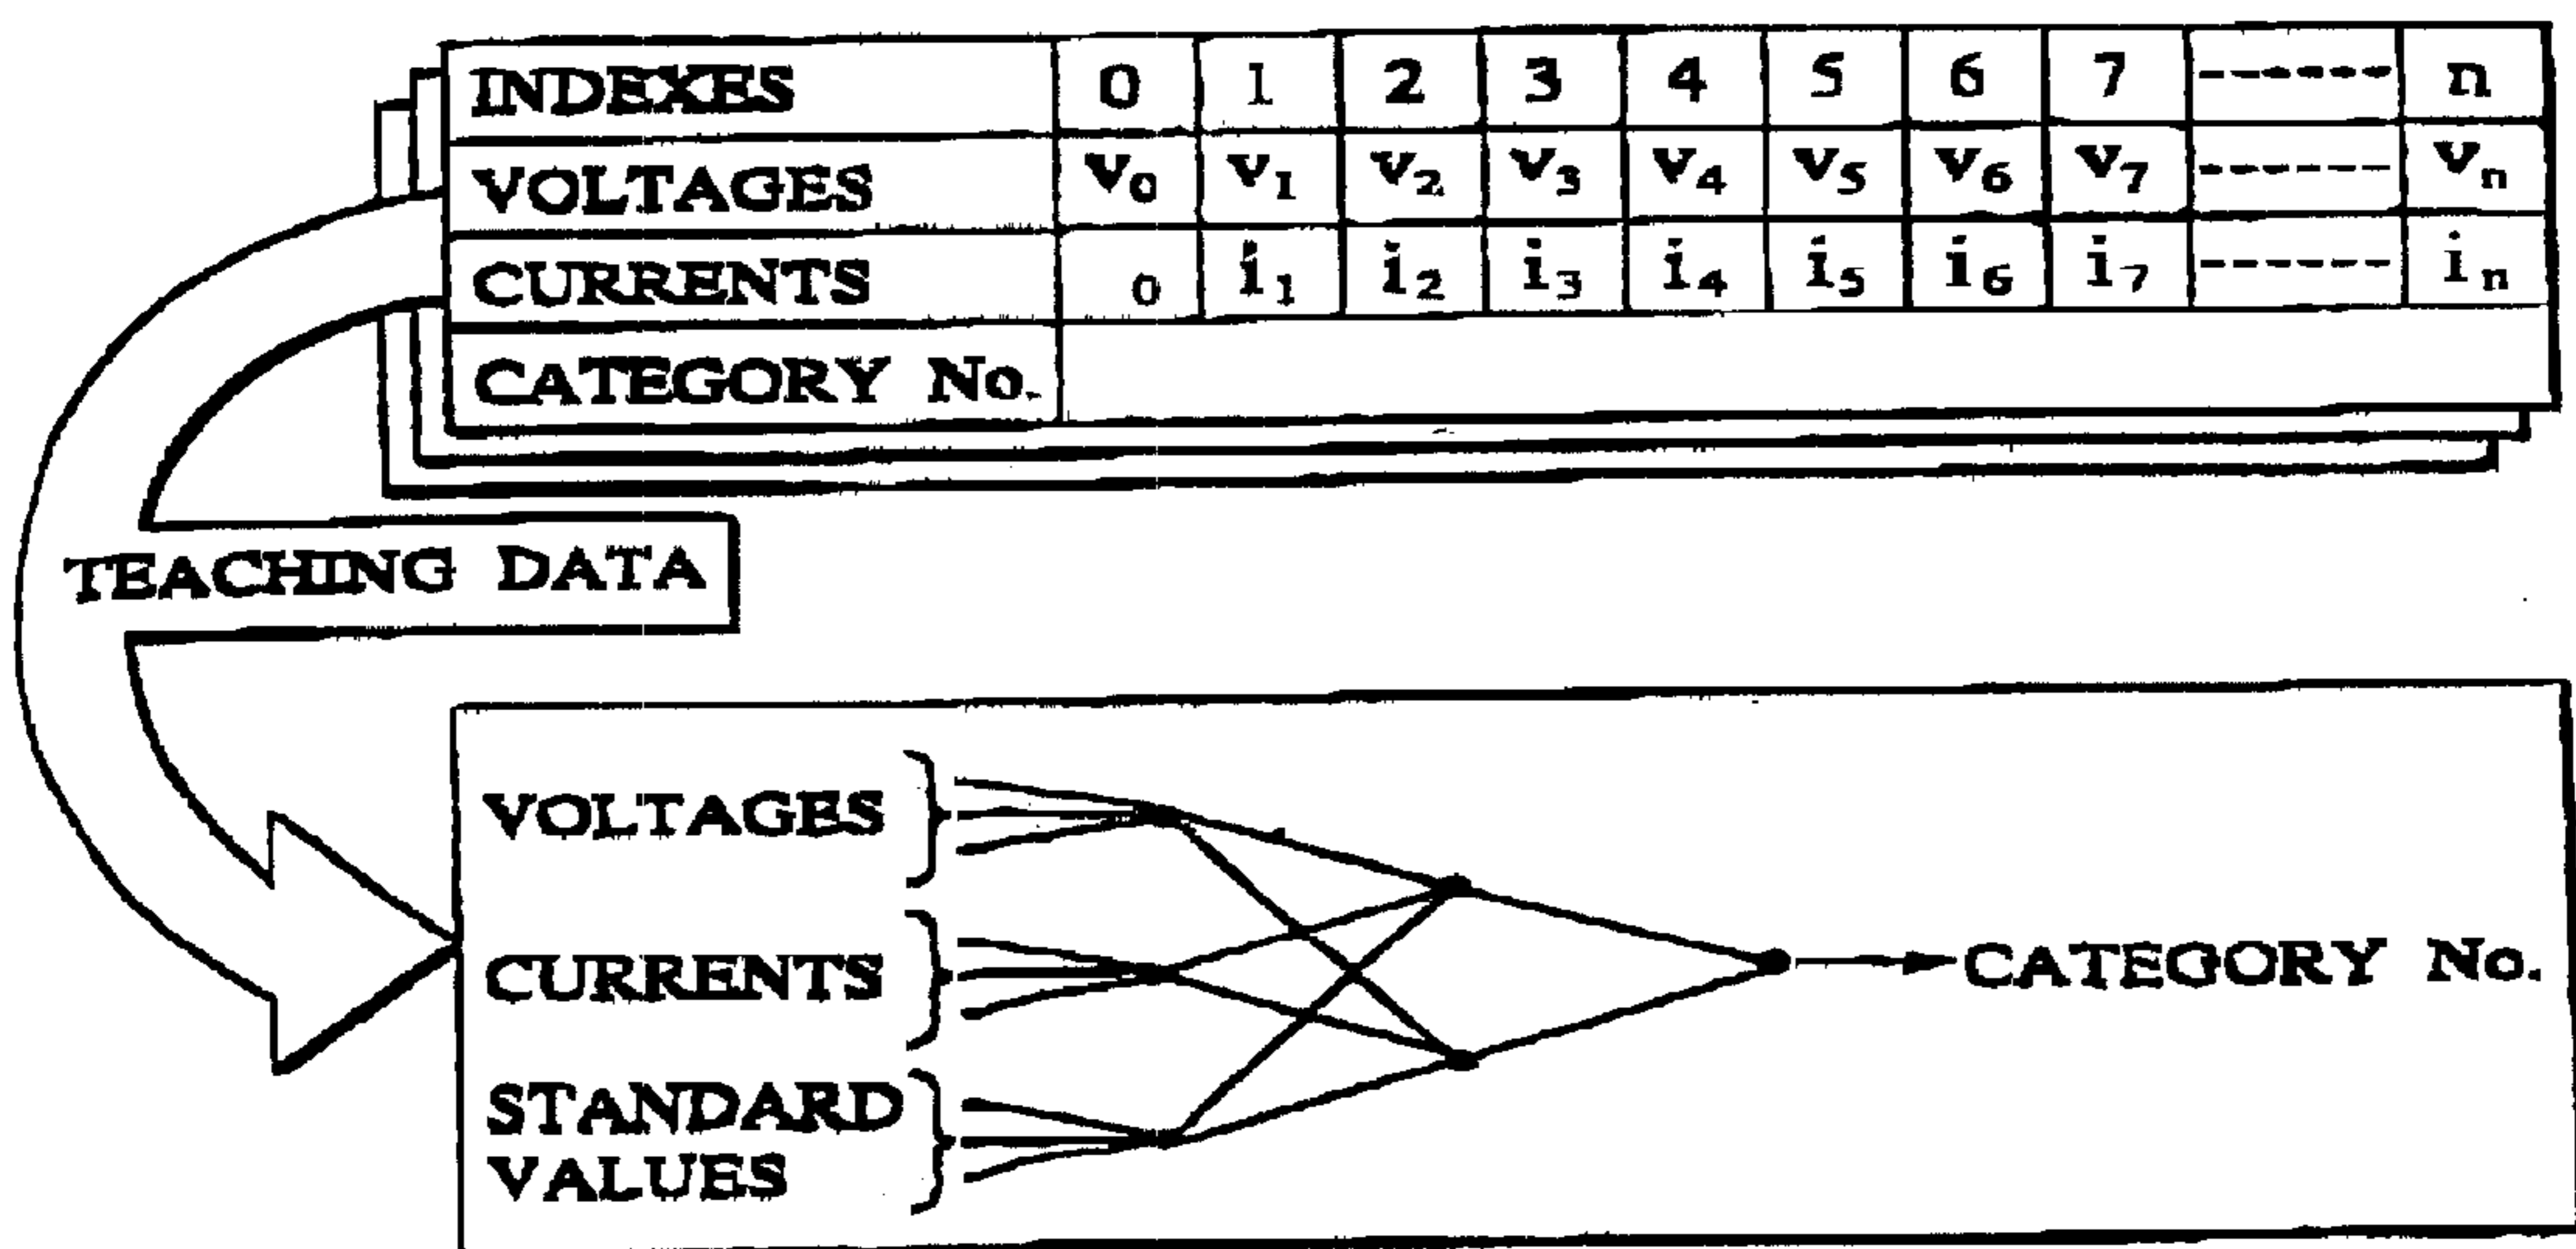 INDEXES 0 1 2 3 4 5 6 7 ------ n
VOLTAGES v₀ v₁ v₂ v₃ v₄ v₅ v₆ v₇ ------ vₙ
CURRENTS ₀ i₁ i₂ i₃ i₄ i₅ i₆ i₇ ------ iₙ
CATEGORY No.
TEACHING DATA
VOLTAGES
CURRENTS
CATEGORY No.
STANDARD
VALUES